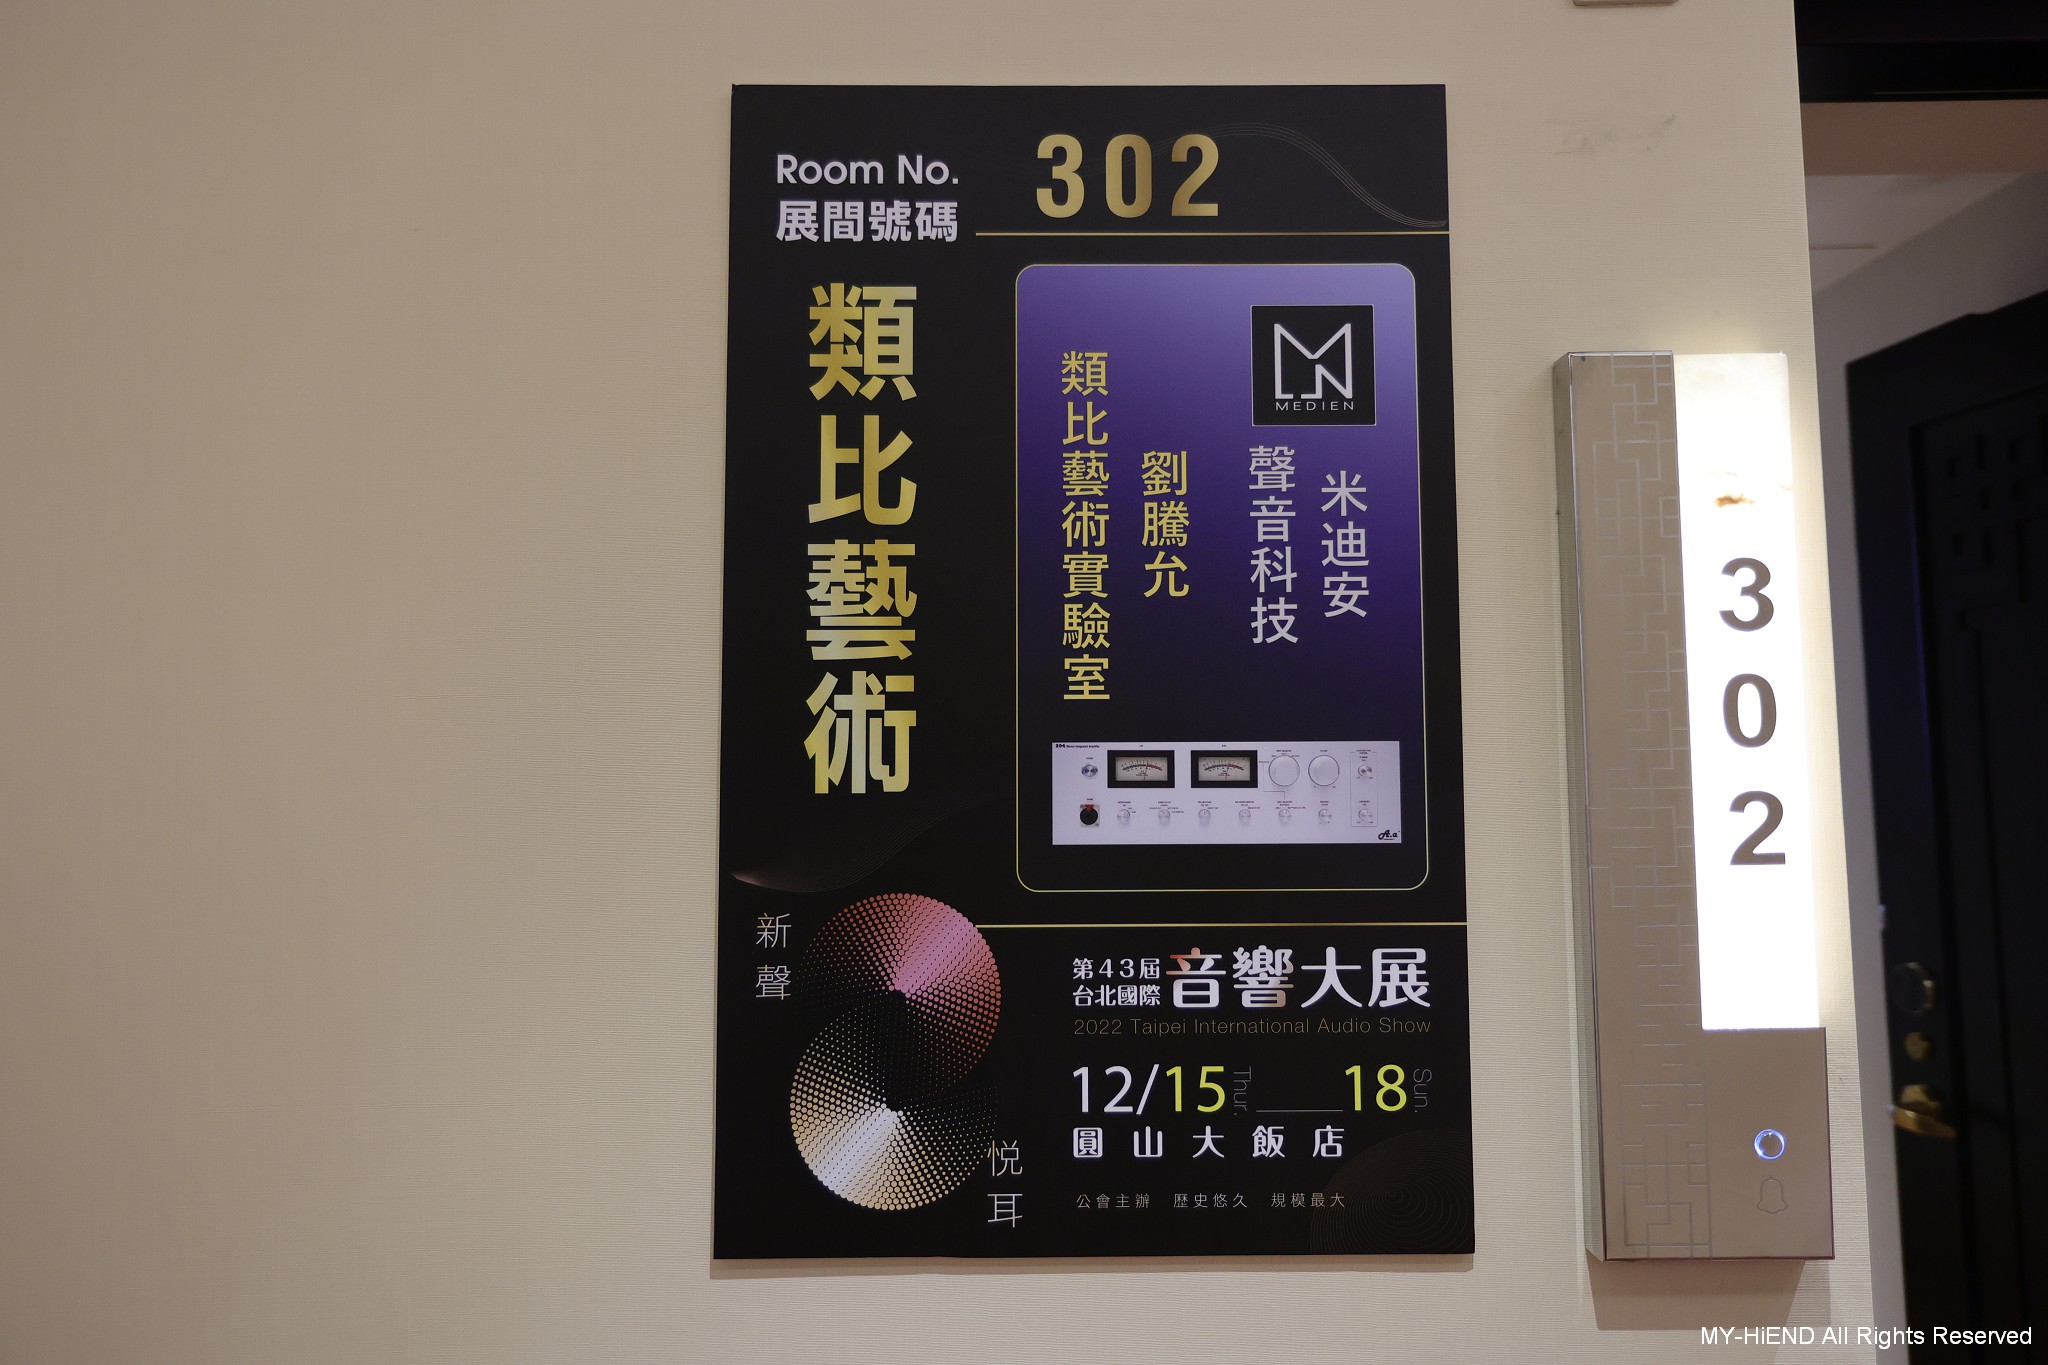 Room No.
展間號碼
302
類比藝術
MEDIEN
米迪安
聲音科技
劉騰允
類比藝術實驗室
A.a
新聲
悦耳
第43屆
台北國際
音響大展
2022 Taipei International Audio Show
12/15 Thur. 18 Sun.
圓山大飯店
公會主辦 歷史悠久 規模最大
302
MY-HiEND All Rights Reserved